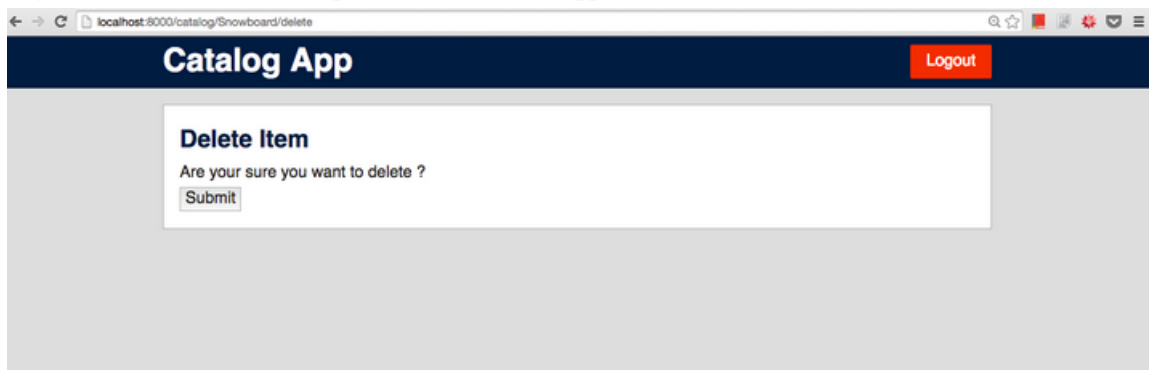 localhost:8000/catalog/Snowboard/delete
Catalog App
Logout
Delete Item
Are your sure you want to delete ?
Submit